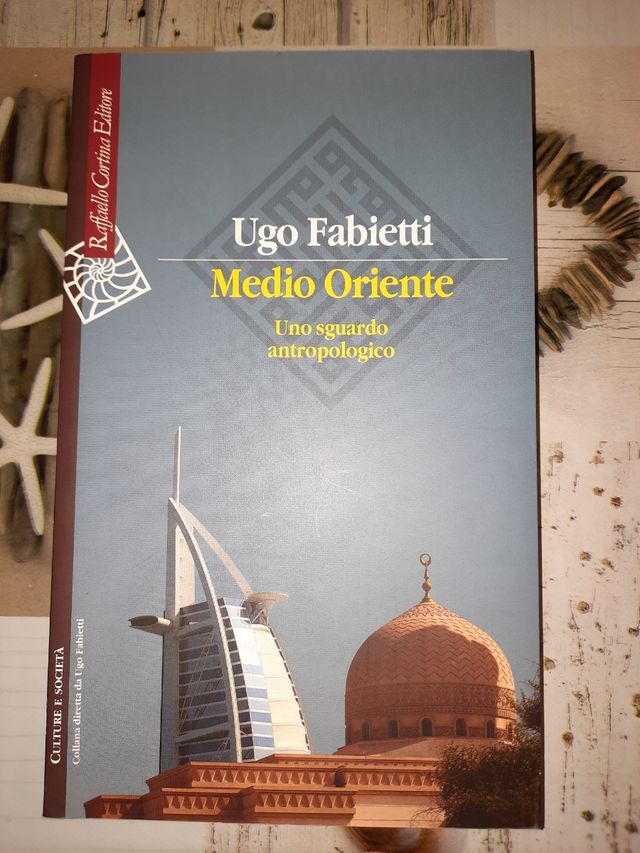 Raffaello Cortina Editore
Ugo Fabietti
Medio Oriente
Uno sguardo
antropologico
CULTURE E SOCIETÀ
Collana diretta da Ugo Fabietti